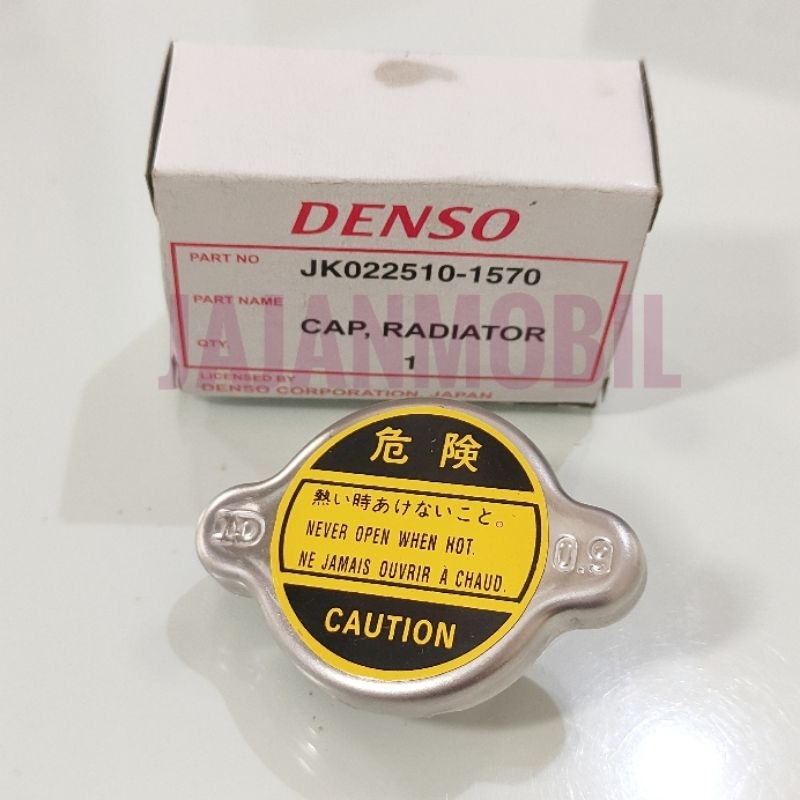 DENSO
PART NO JK022510-1570
PART NAME CAP, RADIATOR
QTY. 1
LICENSED BY
DENSO CORPORATION, JAPAN
JAJANMOBIL
危険
熱い時あけないこと。
NEVER OPEN WHEN HOT.
NE JAMAIS OUVRIR À CHAUD.
CAUTION
0.9